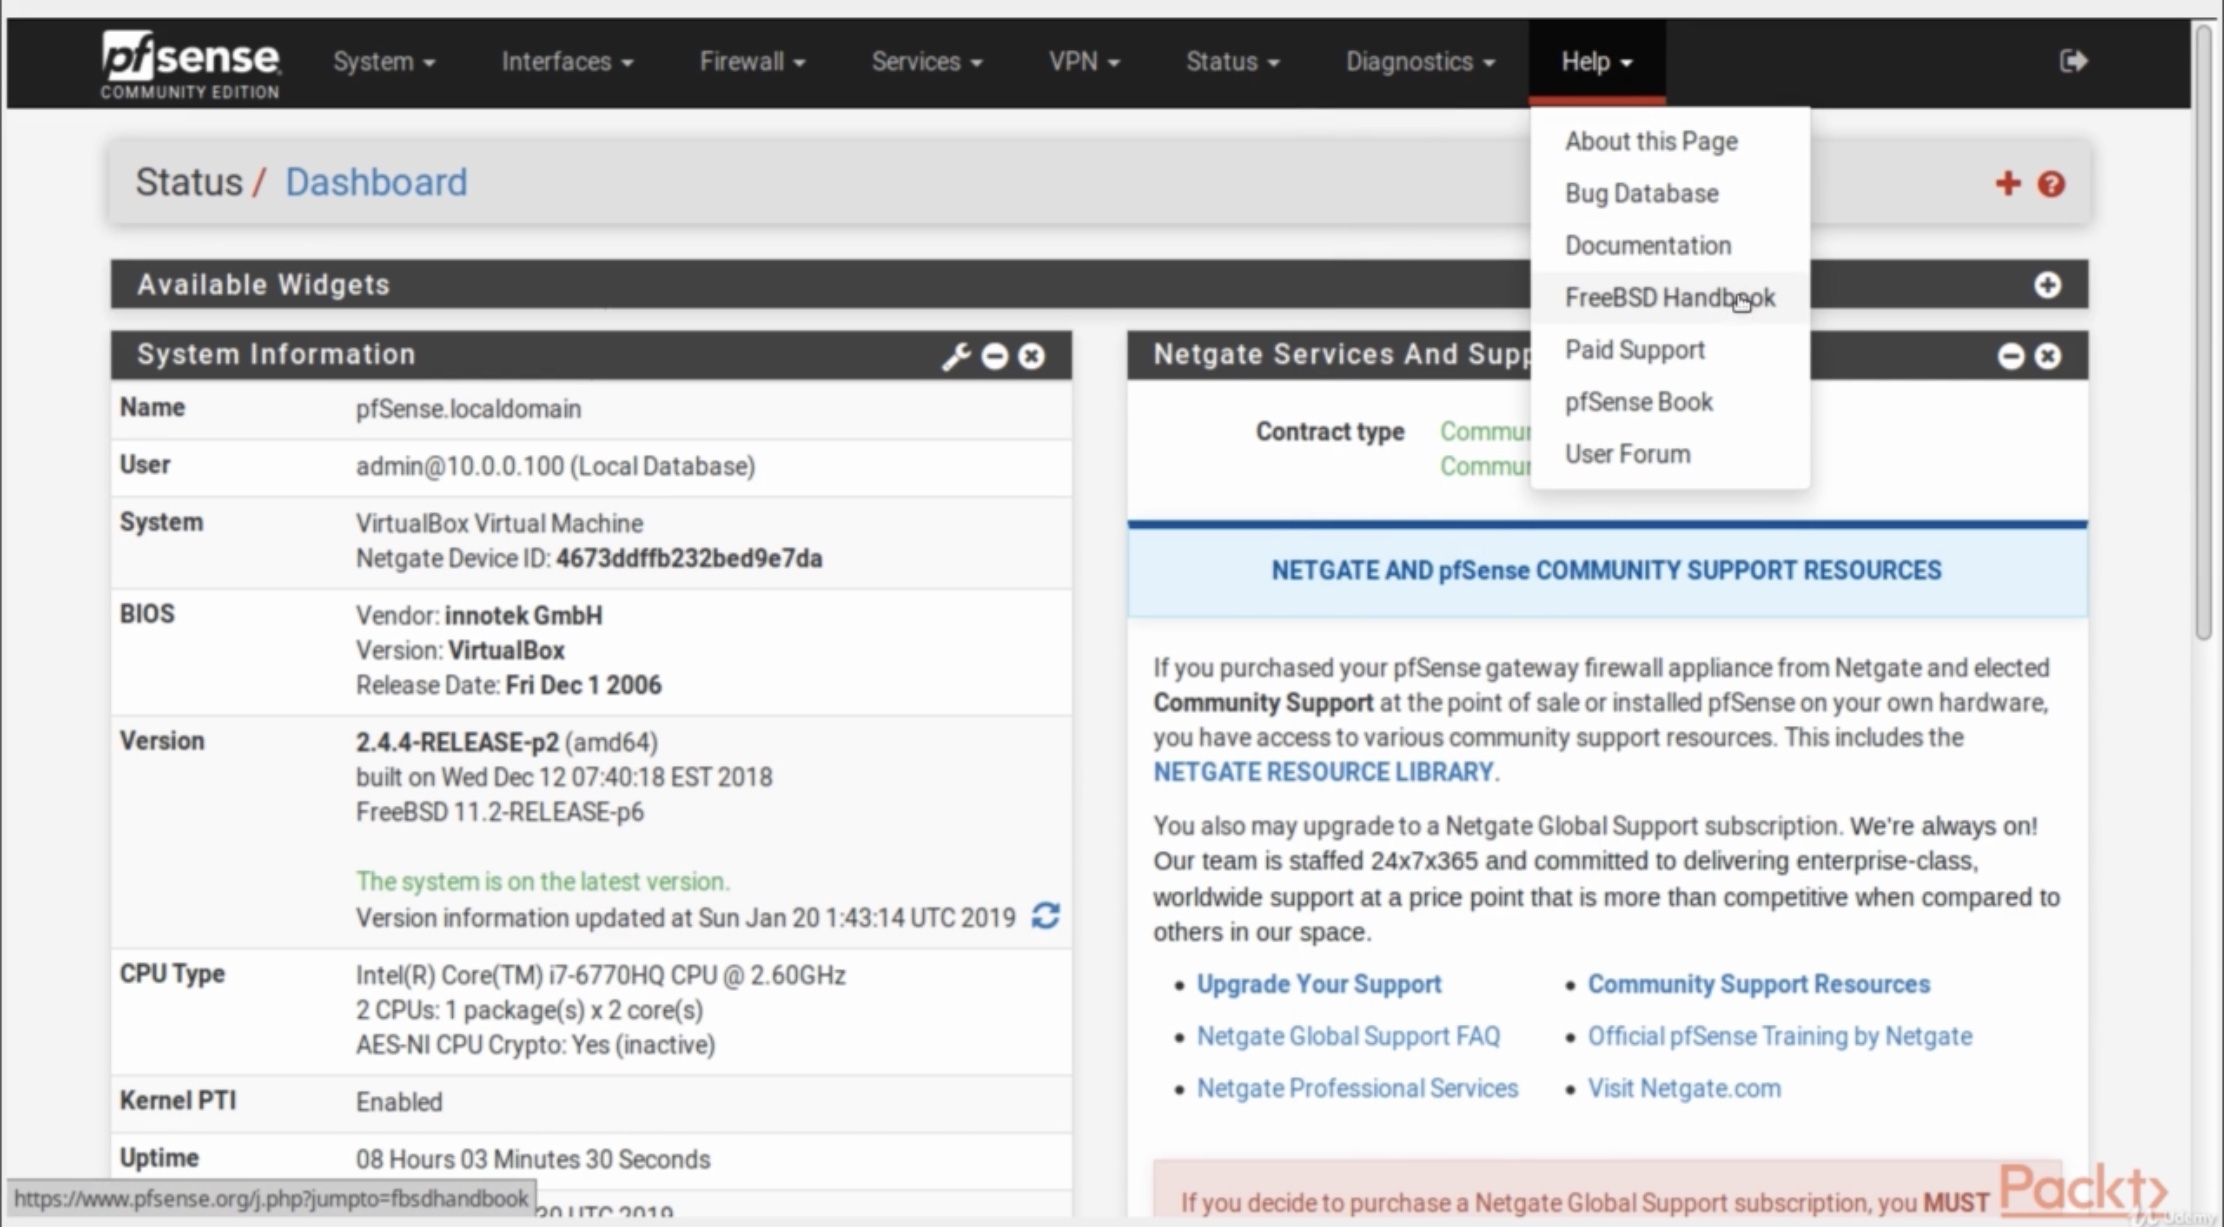 pfsense
COMMUNITY EDITION
System
Interfaces
Firewall
Services
VPN
Status
Diagnostics
Help
About this Page
Bug Database
Documentation
FreeBSD Handbook
Paid Support
pfSense Book
User Forum
Status / Dashboard
Available Widgets
System Information
Name pfSense.localdomain
User admin@10.0.0.100 (Local Database)
System VirtualBox Virtual Machine
Netgate Device ID: 4673ddffb232bed9e7da
BIOS Vendor: innotek GmbH
Version: VirtualBox
Release Date: Fri Dec 1 2006
Version 2.4.4-RELEASE-p2 (amd64)
built on Wed Dec 12 07:40:18 EST 2018
FreeBSD 11.2-RELEASE-p6
The system is on the latest version.
Version information updated at Sun Jan 20 1:43:14 UTC 2019
CPU Type Intel(R) Core(TM) i7-6770HQ CPU @ 2.60GHz
2 CPUs: 1 package(s) x 2 core(s)
AES-NI CPU Crypto: Yes (inactive)
Kernel PTI Enabled
Uptime 08 Hours 03 Minutes 30 Seconds
30 UTC 2019
https://www.pfsense.org/j.php?jumpto=fbsdhandbook
Netgate Services And Supp
Contract type Commun
Commun
NETGATE AND pfSense COMMUNITY SUPPORT RESOURCES
If you purchased your pfSense gateway firewall appliance from Netgate and elected
Community Support at the point of sale or installed pfSense on your own hardware,
you have access to various community support resources. This includes the
NETGATE RESOURCE LIBRARY.
You also may upgrade to a Netgate Global Support subscription. We're always on!
Our team is staffed 24x7x365 and committed to delivering enterprise-class,
worldwide support at a price point that is more than competitive when compared to
others in our space.
• Upgrade Your Support
• Community Support Resources
• Netgate Global Support FAQ
• Official pfSense Training by Netgate
• Netgate Professional Services
• Visit Netgate.com
If you decide to purchase a Netgate Global Support subscription, you MUST
Packt
Udemy